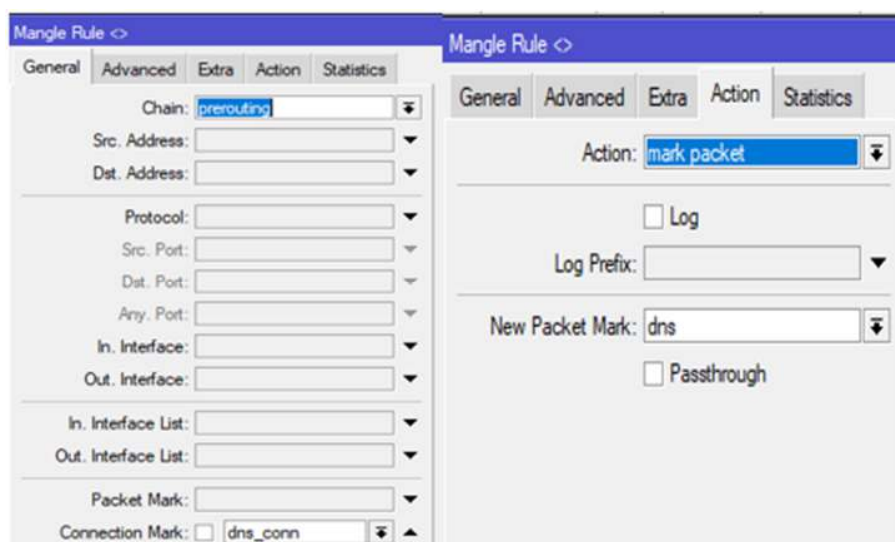 Mangle Rule <>
General Advanced Extra Action Statistics
Chain: prerouting
Src. Address:
Dst. Address:
Protocol:
Src. Port:
Dst. Port:
Any. Port:
In. Interface:
Out. Interface:
In. Interface List:
Out. Interface List:
Packet Mark:
Connection Mark: dns_conn
Mangle Rule <>
General Advanced Extra Action Statistics
Action: mark packet
Log
Log Prefix:
New Packet Mark: dns
Passthrough